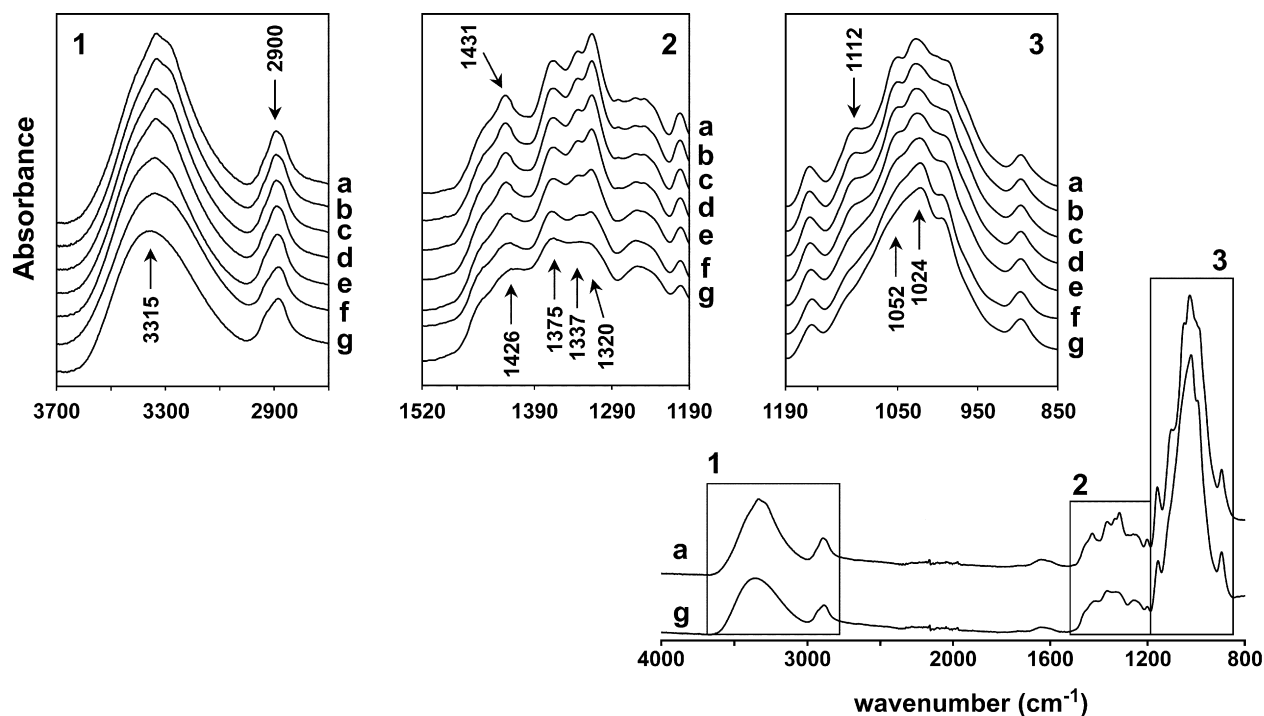 Absorbance
1
2900
3315
a
b
c
d
e
f
g
3700 3300 2900
2
1431
1426
1375
1337
1320
a
b
c
d
e
f
g
1520 1390 1290 1190
3
1112
1052
1024
a
b
c
d
e
f
g
1190 1050 950 850
1
2
3
a
g
4000 3000 2000 1600 1200 800
wavenumber (cm-1)